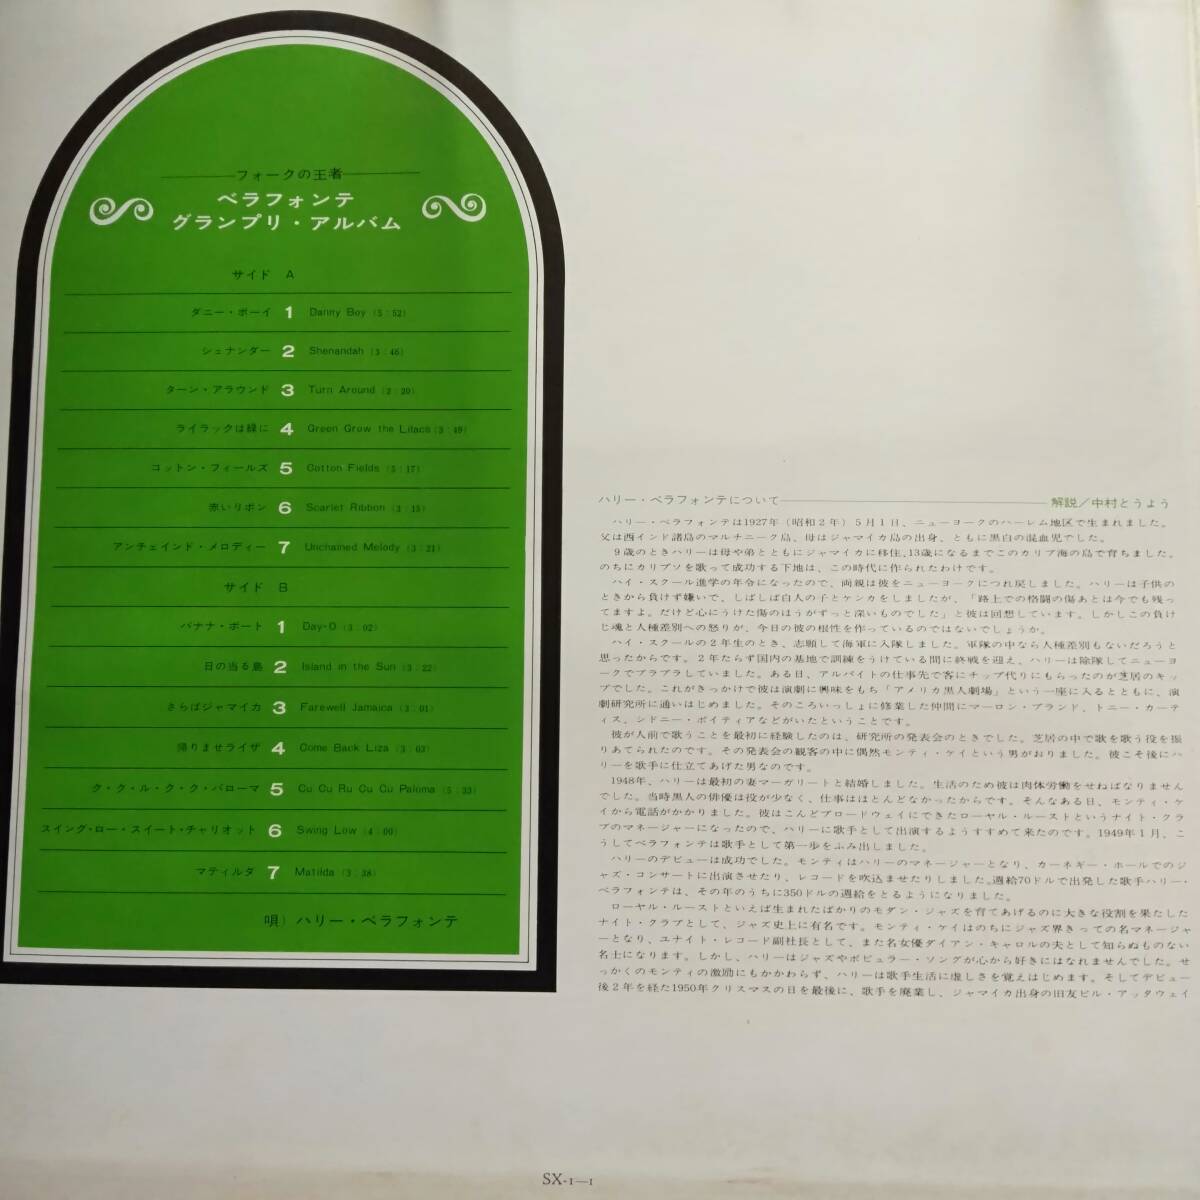 フォークの王者
ベラフォンテ
グランプリ・アルバム
サイド A
ダニー・ボーイ 1 Danny Boy (5:52)
シェナンダー 2 Shenandah (3:46)
ターン・アラウンド 3 Turn Around (2:20)
ライラックは緑に 4 Green Grow the Lilacs (3:49)
コットン・フィールズ 5 Cotton Fields (5:17)
赤いリボン 6 Scarlet Ribbon (3:15)
アンチェインド・メロディー 7 Unchained Melody (3:21)
サイド B
バナナ・ボート 1 Day-O (3:02)
日の当る島 2 Island in the Sun (3:22)
さらばジャマイカ 3 Farewell Jamaica (3:01)
帰りませライザ 4 Come Back Liza (3:03)
ク・ク・ル・ク・ク・パローマ 5 Cu Cu Ru Cu Cu Paloma (5:33)
スイング・ロー・スイート・チャリオット 6 Swing Low (4:00)
マティルダ 7 Matilda (3:38)
唄）ハリー・ベラフォンテ
ハリー・ベラフォンテについて 解説／中村とうよう
ハリー・ベラフォンテは1927年（昭和２年）５月１日、ニューヨークのハーレム地区で生まれました。
父は西インド諸島のマルチニーク島、母はジャマイカ島の出身、ともに黒白の混血児でした。
９歳のときハリーは母や弟とともにジャマイカに移住、13歳になるまでこのカリブ海の島で育ちました。
のちにカリプソを歌って成功する下地は、この時代に作られたわけです。
ハイ・スクール進学の年令になったので、両親は彼をニューヨークにつれ戻しました。ハリーは子供の
ときから負けず嫌いで、しばしば白人の子とケンカをしましたが、「路上での格闘の傷あとは今でも残っ
てますよ。だけど心にうけた傷のほうがずっと深いものでした」と彼は回想しています。しかしこの負け
じ魂と人種差別への怒りが、今日の彼の根性を作っているのではないでしょうか。
ハイ・スクールの２年生のとき、志願して海軍に入隊しました。軍隊の中なら人種差別もないだろうと
思ったからです。２年たらず国内の基地で訓練をうけている間に終戦を迎え、ハリーは除隊してニューヨ
ークでブラブラしていました。ある日、アルバイトの仕事先で客にチップ代りにもらったのが芝居のキッ
プでした。これがきっかけで彼は演劇に興味をもち「アメリカ黒人劇場」という一座に入るとともに、演
劇研究所に通いはじめました。そのころいっしょに修業した仲間にマーロン・ブランド、トニー・カーテ
ィス、シドニー・ポイティアなどがいたということです。
彼が人前で歌うことを最初に経験したのは、研究所の発表会のときでした。芝居の中で歌を歌う役を振
りあてられたのです。その発表会の観客の中に偶然モンティ・ケイという男がおりました。彼こそ後にハ
リーを歌手に仕立てあげた男なのです。
1948年、ハリーは最初の妻マーガリートと結婚しました。生活のため彼は肉体労働をせねばなりません
でした。当時黒人の俳優は役が少なく、仕事はほとんどなかったからです。そんなある日、モンティ・ケ
イから電話がかかりました。彼はこんどブロードウェイにできたローヤル・ルーストというナイト・クラ
ブのマネージャーになったので、ハリーに歌手として出演するようすすめて来たのです。1949年１月、こ
うしてベラフォンテは歌手として第一歩をふみ出しました。
ハリーのデビューは成功でした。モンティはハリーのマネージャーとなり、カーネギー・ホールでのジ
ャズ・コンサートに出演させたり、レコードを吹込ませたりしました。週給70ドルで出発した歌手ハリー・
ベラフォンテは、その年のうちに350ドルの週給をとるようになりました。
ローヤル・ルーストといえば生まれたばかりのモダン・ジャズを育てあげるのに大きな役割を果たした
ナイト・クラブとして、ジャズ史上に有名です。モンティ・ケイはのちにジャズ界きっての名マネージャ
ーとなり、ユナイト・レコード副社長として、また名女優ダイアン・キャロルの夫として知らぬものない
名士になります。しかし、ハリーはジャズやポピュラー・ソングが心から好きにはなれませんでした。せ
っかくのモンティの激励にもかかわらず、ハリーは歌手生活に虚しさを覚えはじめます。そしてデビュー
後２年を経た1950年クリスマスの日を最後に、歌手を廃業し、ジャマイカ出身の旧友ビル・アッタウェイ
SX-1—1